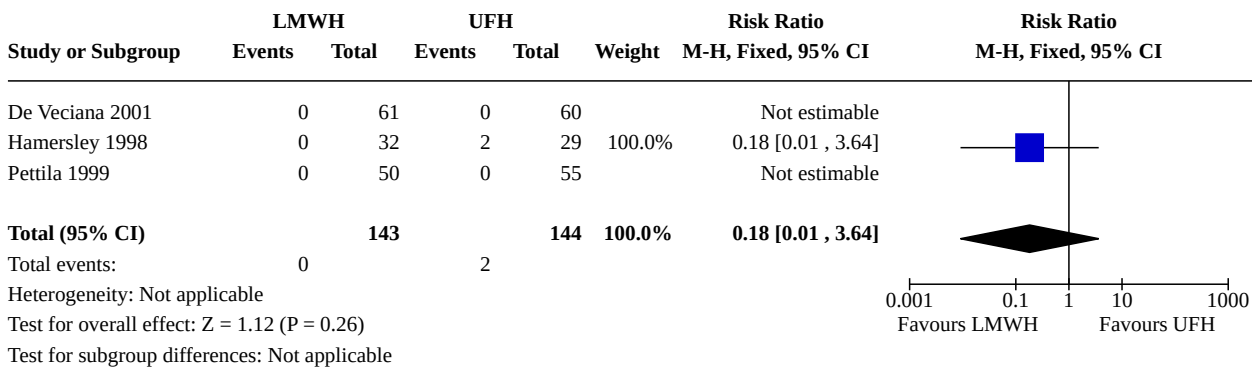 LMWH UFH Risk Ratio Risk Ratio
Study or Subgroup Events Total Events Total Weight M-H, Fixed, 95% CI M-H, Fixed, 95% CI
De Veciana 2001 0 61 0 60 Not estimable
Hamersley 1998 0 32 2 29 100.0% 0.18 [0.01 , 3.64]
Pettila 1999 0 50 0 55 Not estimable
Total (95% CI) 143 144 100.0% 0.18 [0.01 , 3.64]
Total events: 0 2
Heterogeneity: Not applicable
0.001 0.1 1 10 1000
Test for overall effect: Z = 1.12 (P = 0.26)
Favours LMWH Favours UFH
Test for subgroup differences: Not applicable